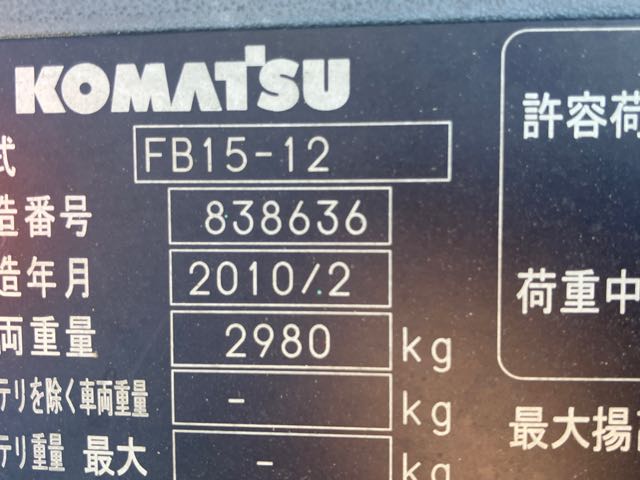 KOMATSU
式 FB15-12
造番号 838636
造年月 2010/2
両重量 2980 kg
テリを除く車両重量 - kg
テリ重量 最大 - kg
許容荷
荷重中
最大揚高